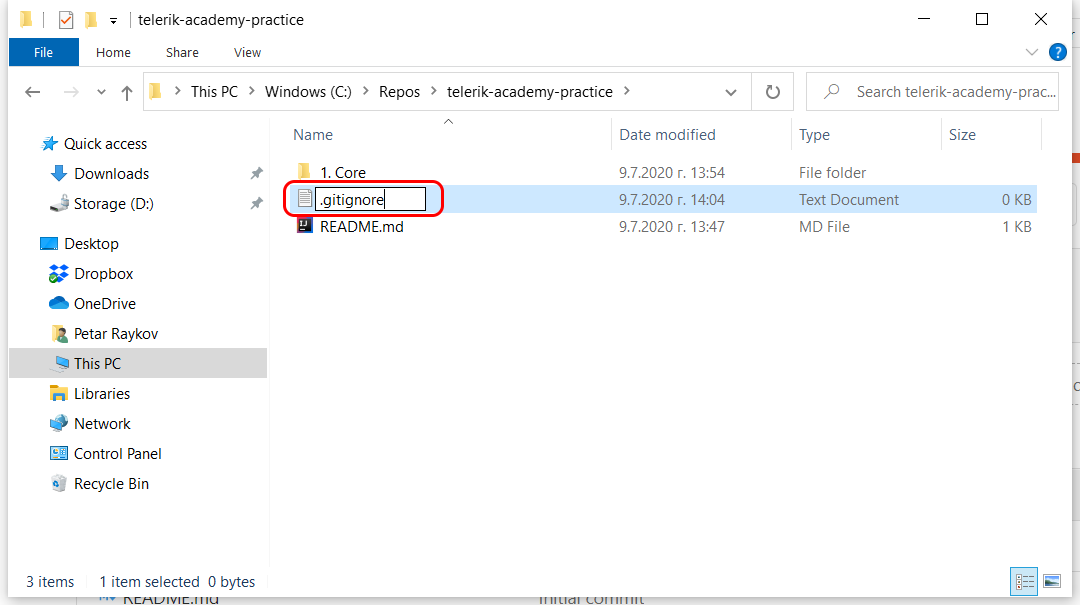 telerik-academy-practice
File Home Share View
This PC Windows (C:) Repos telerik-academy-practice Search telerik-academy-prac...
Name Date modified Type Size
Quick access
Downloads
Storage (D:)
Desktop
Dropbox
OneDrive
Petar Raykov
This PC
Libraries
Network
Control Panel
Recycle Bin
1. Core 9.7.2020 г. 13:54 File folder
.gitignore 9.7.2020 г. 14:04 Text Document 0 KB
README.md 9.7.2020 г. 13:47 MD File 1 KB
3 items 1 item selected 0 bytes
README.md Initial commit